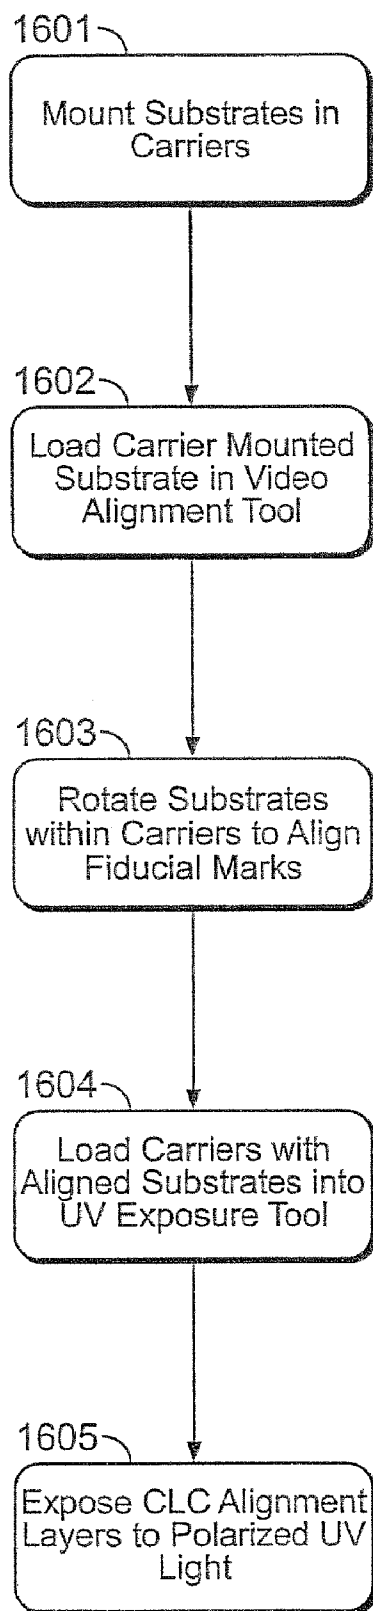 1601
Mount Substrates in
Carriers
1602
Load Carrier Mounted
Substrate in Video
Alignment Tool
1603
Rotate Substrates
within Carriers to Align
Fiducial Marks
1604
Load Carriers with
Aligned Substrates into
UV Exposure Tool
1605
Expose CLC Alignment
Layers to Polarized UV
Light